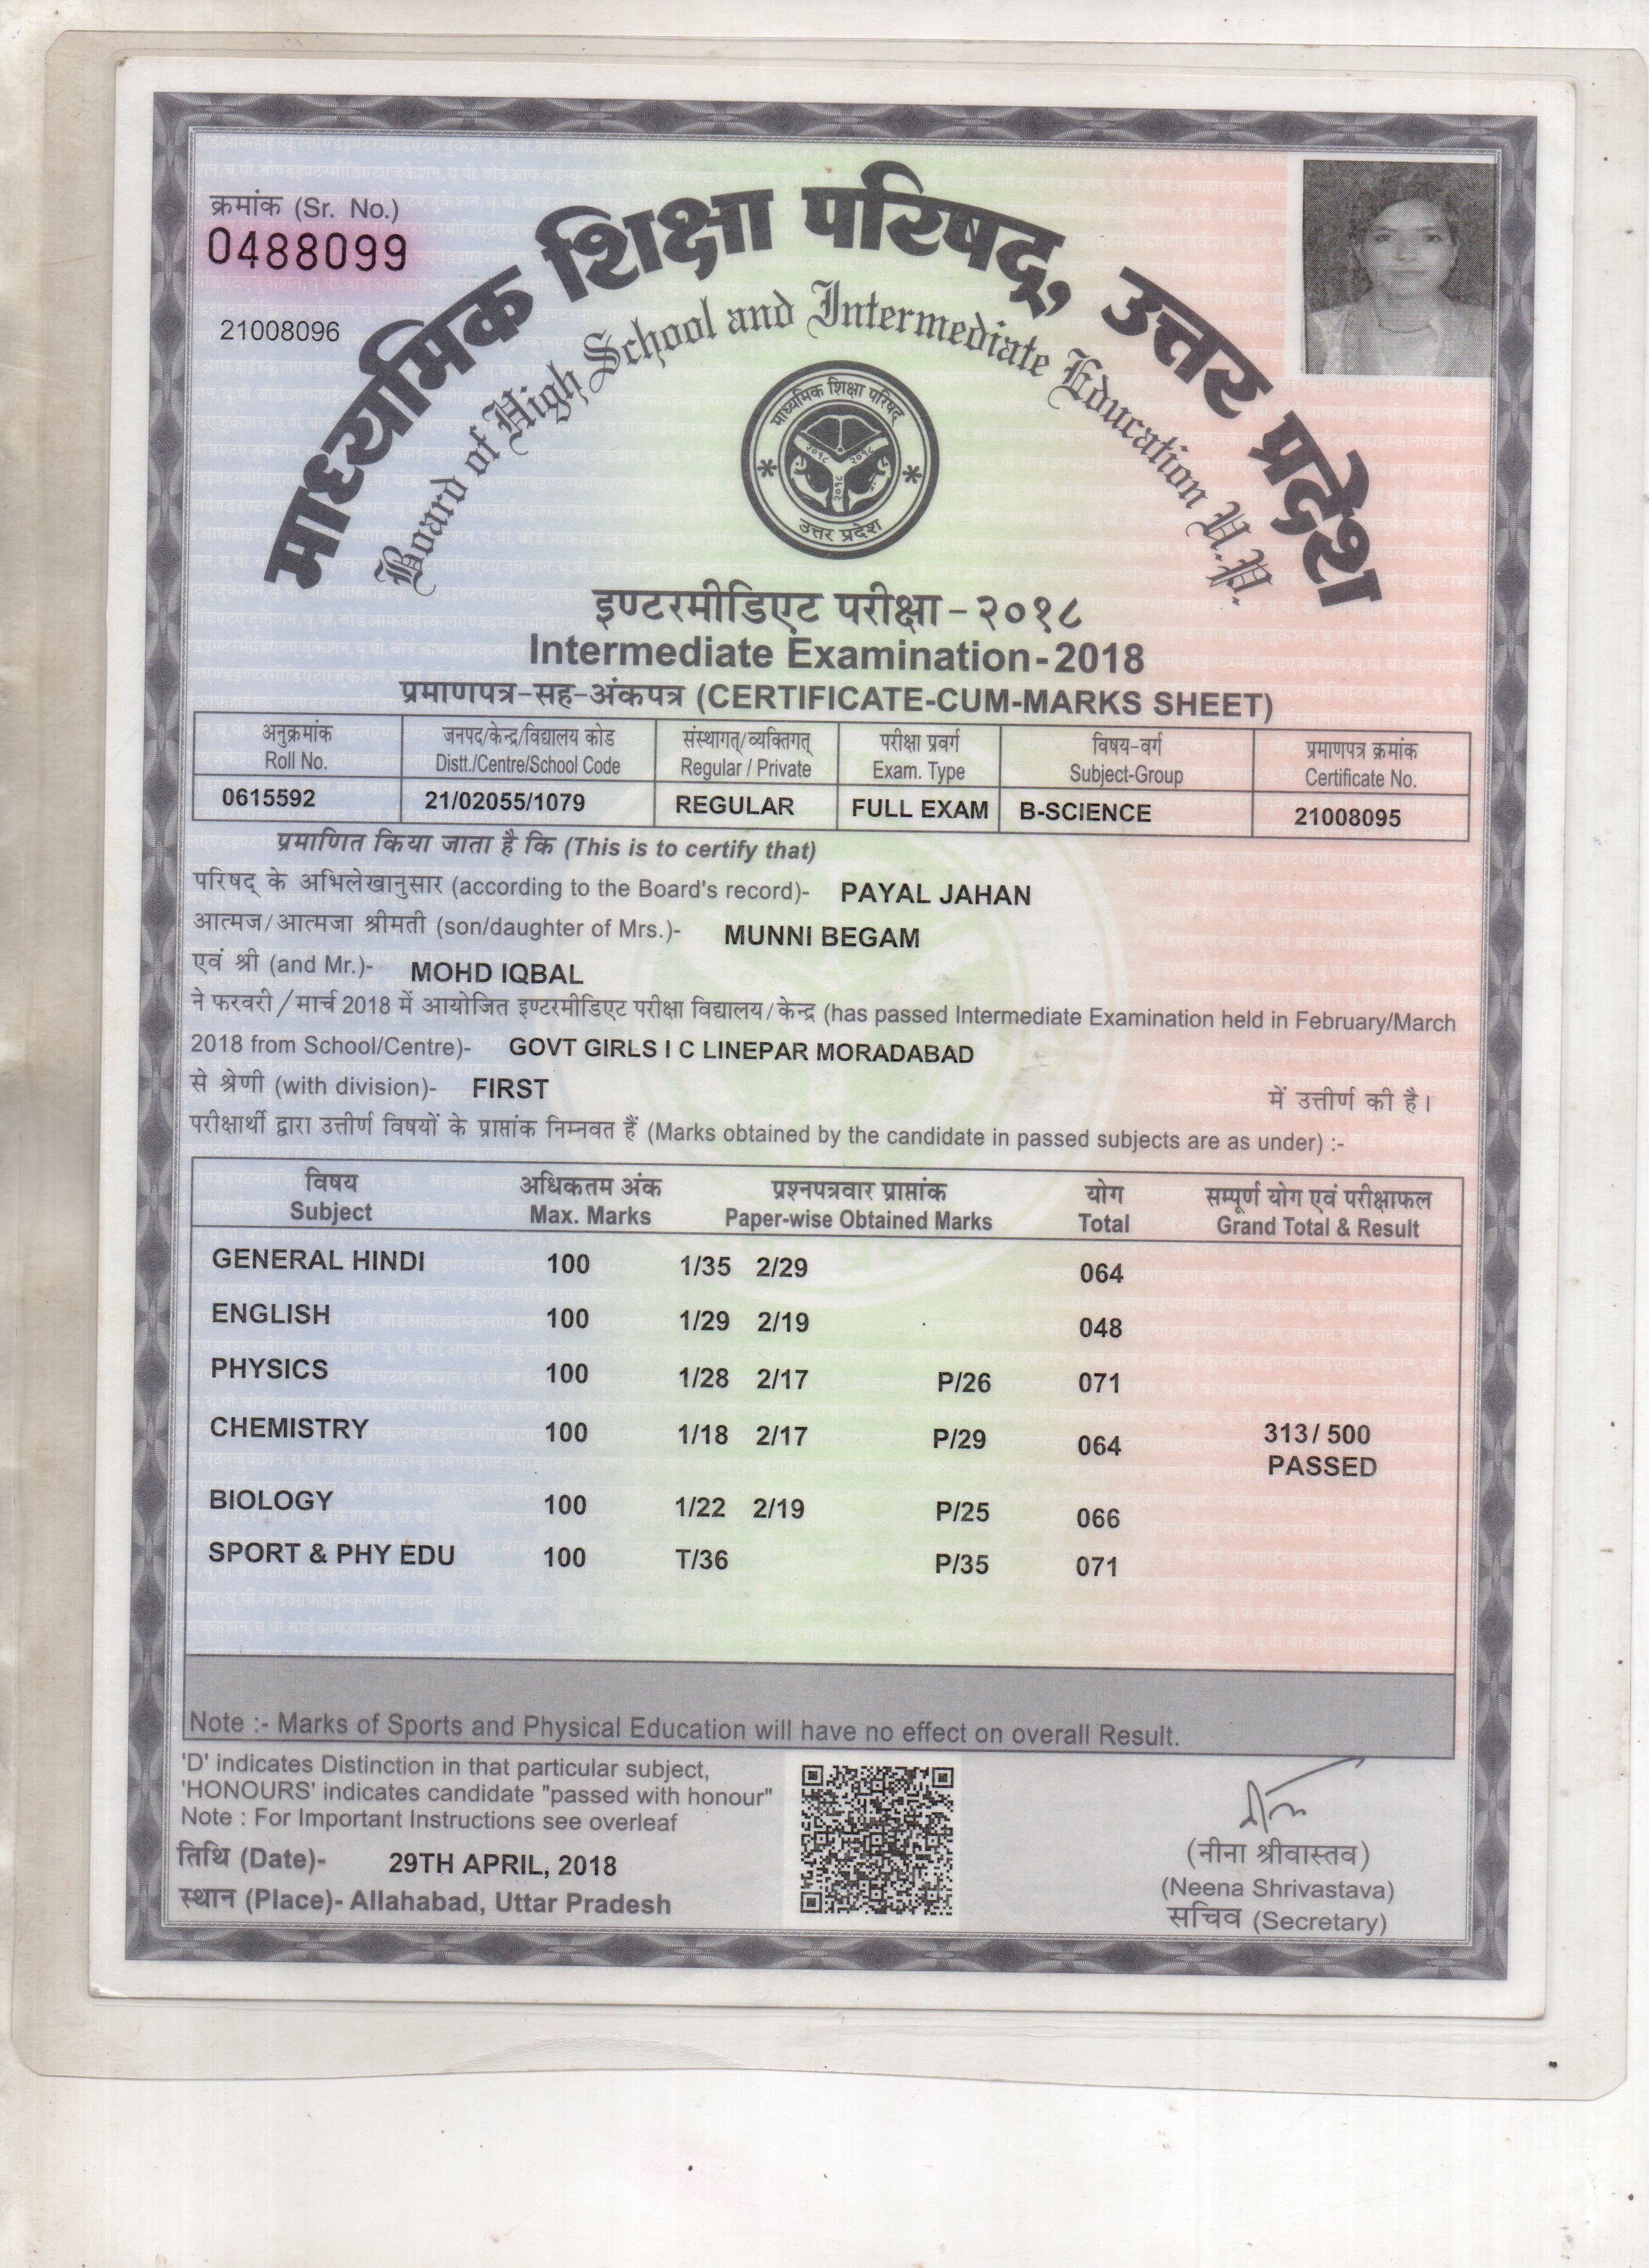 क्रमांक (Sr. No.)
0488099
21008096
माध्यमिक शिक्षा परिषद्, उत्तर प्रदेश
Board of High School and Intermediate Education U.P.
माध्यमिक शिक्षा परिषद्
२०१८ २०१८
२०१८
उत्तर प्रदेश
इण्टरमीडिएट परीक्षा - २०१८
Intermediate Examination - 2018
प्रमाणपत्र-सह-अंकपत्र (CERTIFICATE-CUM-MARKS SHEET)
अनुक्रमांक जनपद/केन्द्र/विद्यालय कोड संस्थागत्/व्यक्तिगत् परीक्षा प्रवर्ग विषय-वर्ग प्रमाणपत्र क्रमांक
Roll No. Distt./Centre/School Code Regular / Private Exam. Type Subject-Group Certificate No.
0615592 21/02055/1079 REGULAR FULL EXAM B-SCIENCE 21008095
प्रमाणित किया जाता है कि (This is to certify that)
परिषद् के अभिलेखानुसार (according to the Board's record)- PAYAL JAHAN
आत्मज/आत्मजा श्रीमती (son/daughter of Mrs.)- MUNNI BEGAM
एवं श्री (and Mr.)- MOHD IQBAL
ने फरवरी/मार्च 2018 में आयोजित इण्टरमीडिएट परीक्षा विद्यालय/केन्द्र (has passed Intermediate Examination held in February/March
2018 from School/Centre)- GOVT GIRLS I C LINEPAR MORADABAD
से श्रेणी (with division)- FIRST में उत्तीर्ण की है।
परीक्षार्थी द्वारा उत्तीर्ण विषयों के प्राप्तांक निम्नवत हैं (Marks obtained by the candidate in passed subjects are as under) :-
विषय अधिकतम अंक प्रश्नपत्रवार प्राप्तांक योग सम्पूर्ण योग एवं परीक्षाफल
Subject Max. Marks Paper-wise Obtained Marks Total Grand Total & Result
GENERAL HINDI 100 1/35 2/29 064
ENGLISH 100 1/29 2/19 048
PHYSICS 100 1/28 2/17 P/26 071
CHEMISTRY 100 1/18 2/17 P/29 064 313/ 500
PASSED
BIOLOGY 100 1/22 2/19 P/25 066
SPORT & PHY EDU 100 T/36 P/35 071
Note :- Marks of Sports and Physical Education will have no effect on overall Result.
'D' indicates Distinction in that particular subject,
'HONOURS' indicates candidate "passed with honour"
Note : For Important Instructions see overleaf
तिथि (Date)- 29TH APRIL, 2018
स्थान (Place)- Allahabad, Uttar Pradesh
(नीना श्रीवास्तव)
(Neena Shrivastava)
सचिव (Secretary)